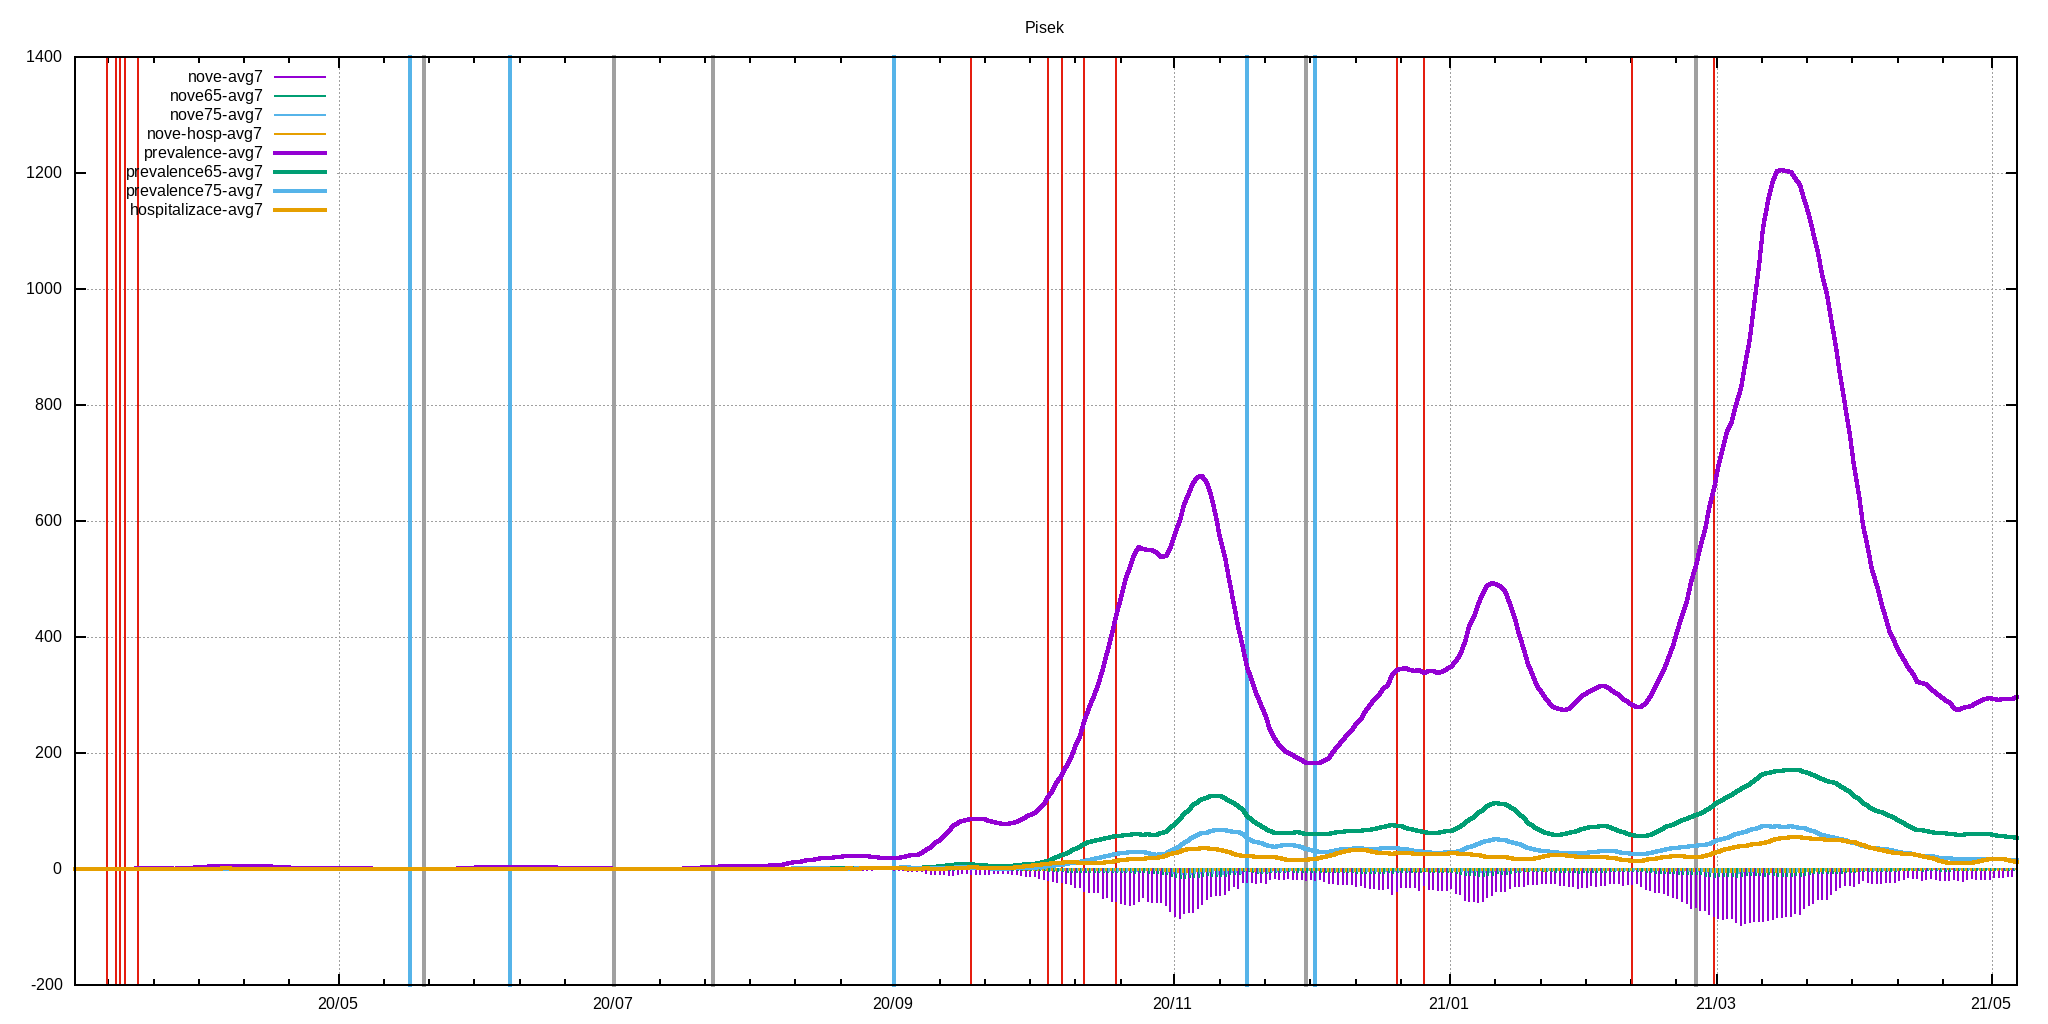 Pisek
1400
1200
1000
800
600
400
200
0
-200
nove-avg7
nove65-avg7
nove75-avg7
nove-hosp-avg7
prevalence-avg7
prevalence65-avg7
prevalence75-avg7
hospitalizace-avg7
20/05 20/07 20/09 20/11 21/01 21/03 21/05